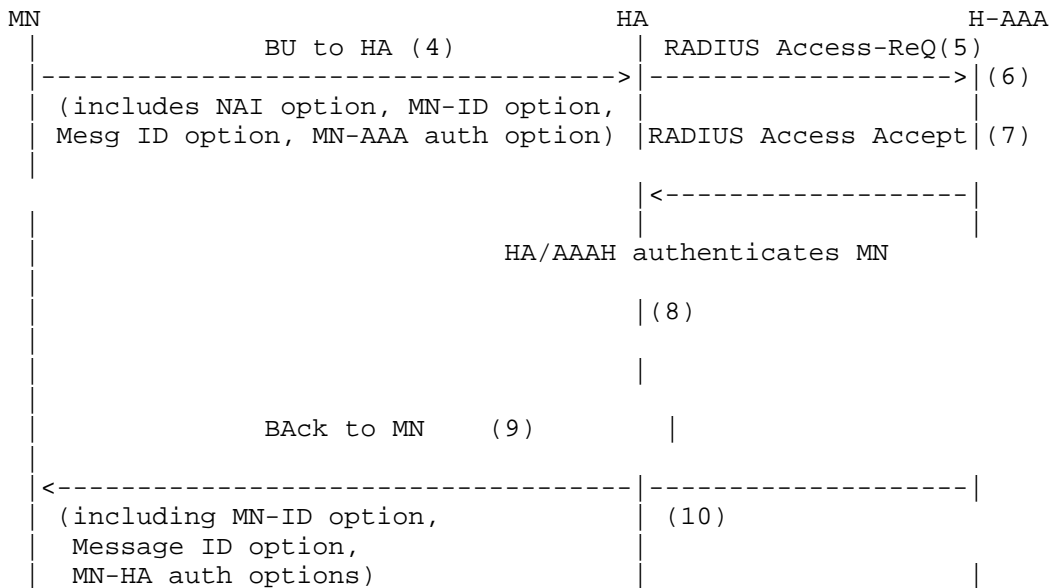 MN HA H-AAA
| BU to HA (4) | RADIUS Access-ReQ(5)
|------------------------------------>|------------------->|(6)
| (includes NAI option, MN-ID option, | |
| Mesg ID option, MN-AAA auth option) |RADIUS Access Accept|(7)
|
|<-------------------|
| | |
| HA/AAAH authenticates MN
|
| |(8)
|
| |
|
| BAck to MN (9) |
|
|<------------------------------------|--------------------|
| (including MN-ID option, | (10)
| Message ID option, |
| MN-HA auth options) | |